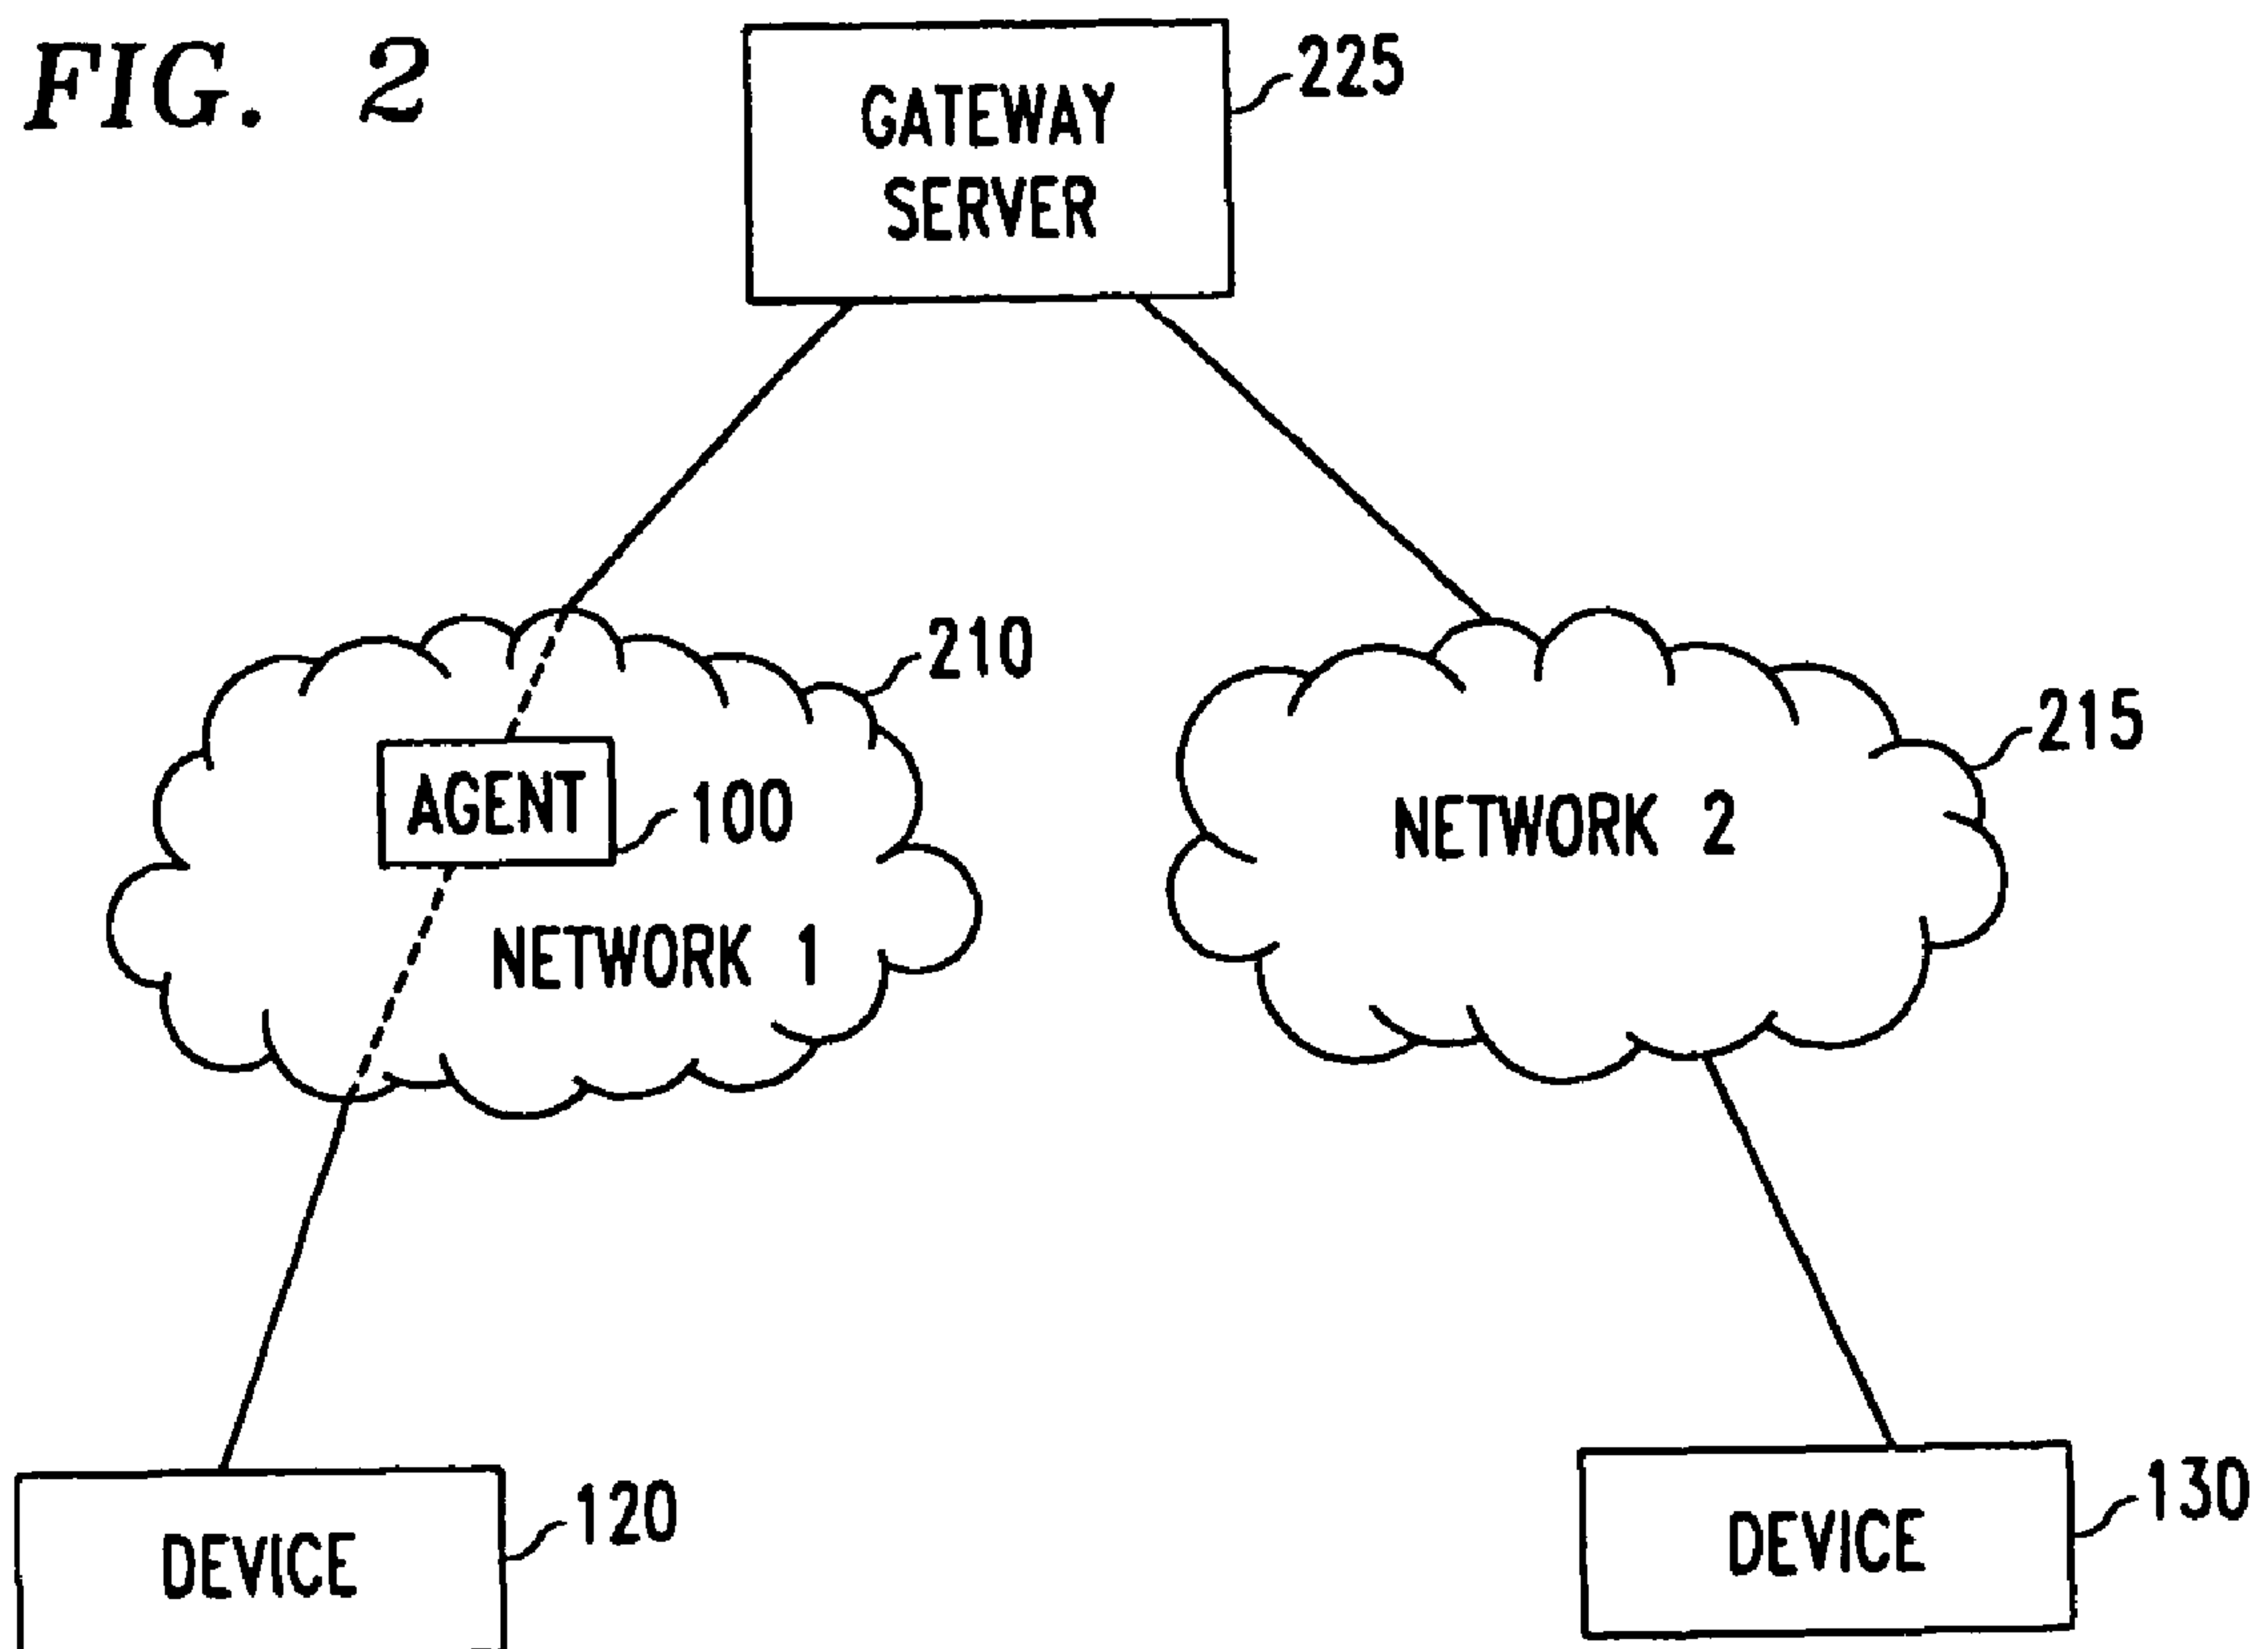 FIG. 2
GATEWAY
SERVER
225
210
215
AGENT
100
NETWORK 1
NETWORK 2
DEVICE
120
DEVICE
130